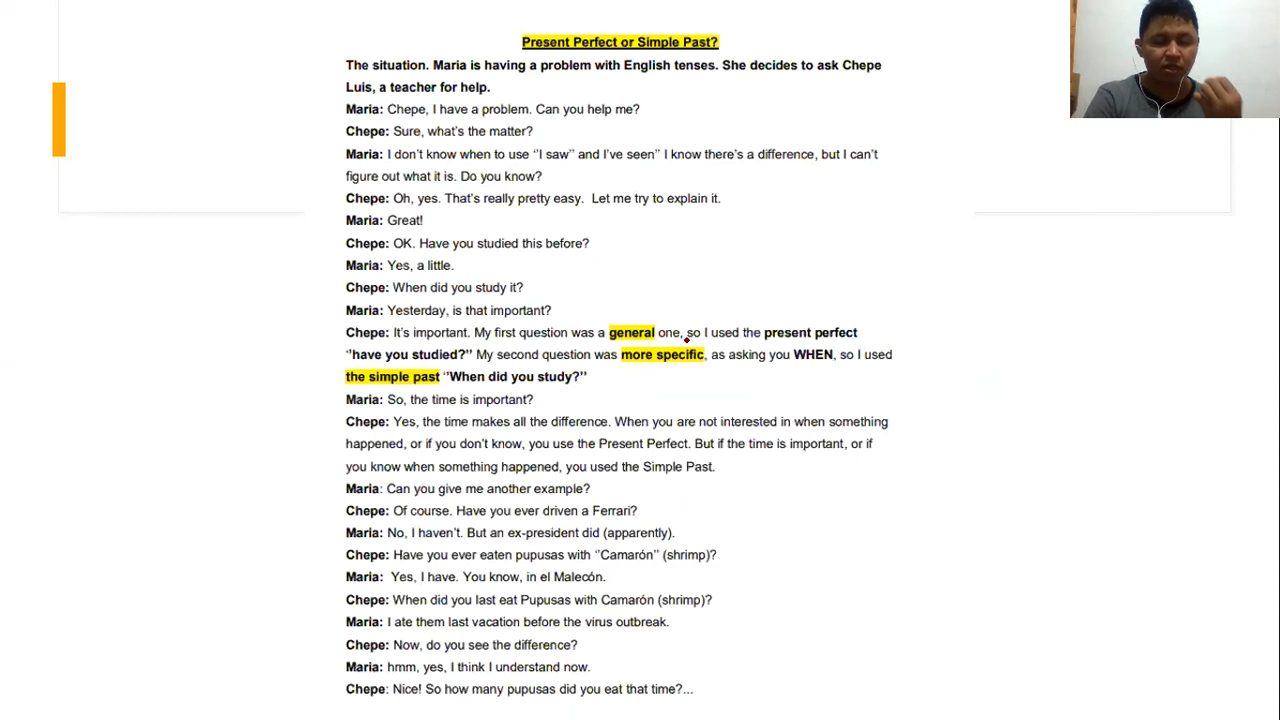 Present Perfect or Simple Past?
The situation. Maria is having a problem with English tenses. She decides to ask Chepe
Luis, a teacher for help.
Maria: Chepe, I have a problem. Can you help me?
Chepe: Sure, what's the matter?
Maria: I don't know when to use ‘‘I saw’’ and I've seen’’ I know there's a difference, but I can't
figure out what it is. Do you know?
Chepe: Oh, yes. That's really pretty easy. Let me try to explain it.
Maria: Great!
Chepe: OK. Have you studied this before?
Maria: Yes, a little.
Chepe: When did you study it?
Maria: Yesterday, is that important?
Chepe: It's important. My first question was a general one, so I used the present perfect
‘‘have you studied?’’ My second question was more specific, as asking you WHEN, so I used
the simple past ‘‘When did you study?’’
Maria: So, the time is important?
Chepe: Yes, the time makes all the difference. When you are not interested in when something
happened, or if you don't know, you use the Present Perfect. But if the time is important, or if
you know when something happened, you used the Simple Past.
Maria: Can you give me another example?
Chepe: Of course. Have you ever driven a Ferrari?
Maria: No, I haven't. But an ex-president did (apparently).
Chepe: Have you ever eaten pupusas with ‘‘Camarón’’ (shrimp)?
Maria: Yes, I have. You know, in el Malecón.
Chepe: When did you last eat Pupusas with Camarón (shrimp)?
Maria: I ate them last vacation before the virus outbreak.
Chepe: Now, do you see the difference?
Maria: hmm, yes, I think I understand now.
Chepe: Nice! So how many pupusas did you eat that time?...